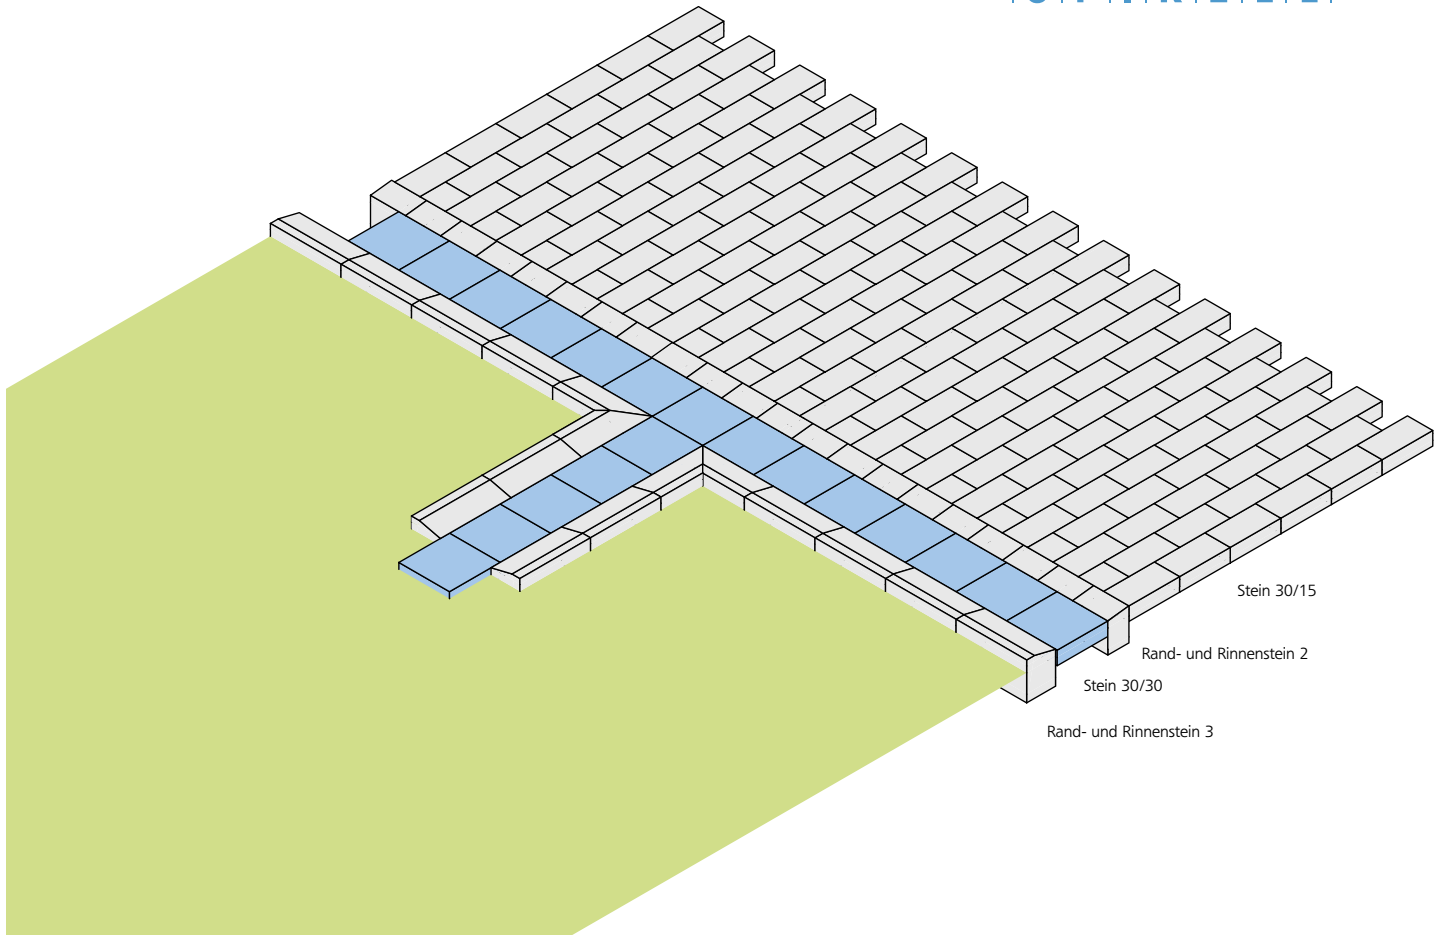 Stein 30/15
Rand- und Rinnenstein 2
Stein 30/30
Rand- und Rinnenstein 3